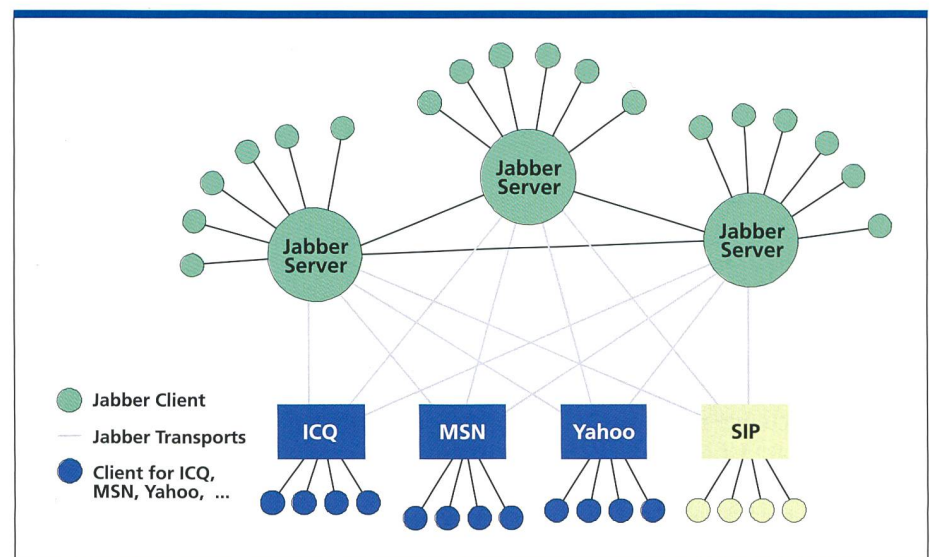 Jabber
Server
Jabber
Server
Jabber
Server
Jabber Client
Jabber Transports
Client for ICQ,
MSN, Yahoo, ...
ICQ
MSN
Yahoo
SIP